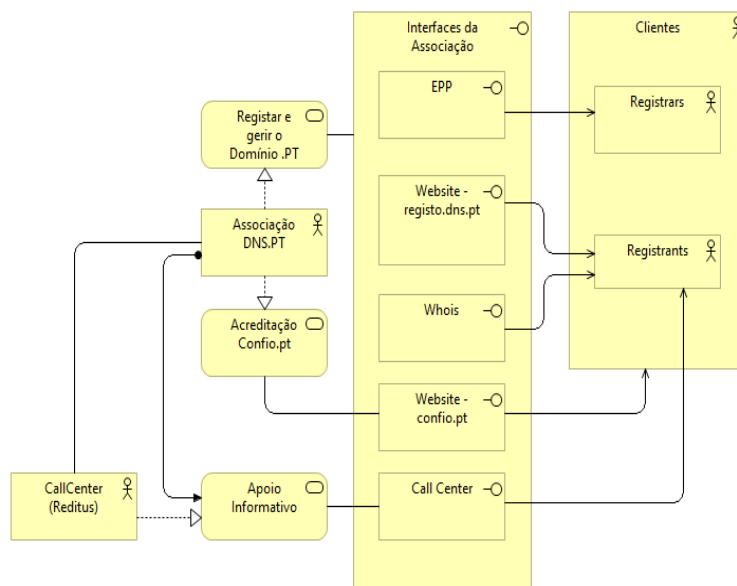 Interfaces da
Associação
Clientes
EPP
Registrars
Registar e
gerir o
Domínio .PT
Website -
registo.dns.pt
Associação
DNS.PT
Registrants
Whois
Acreditação
Confio.pt
Website -
confio.pt
CallCenter
(Reditus)
Apoio
Informativo
Call Center